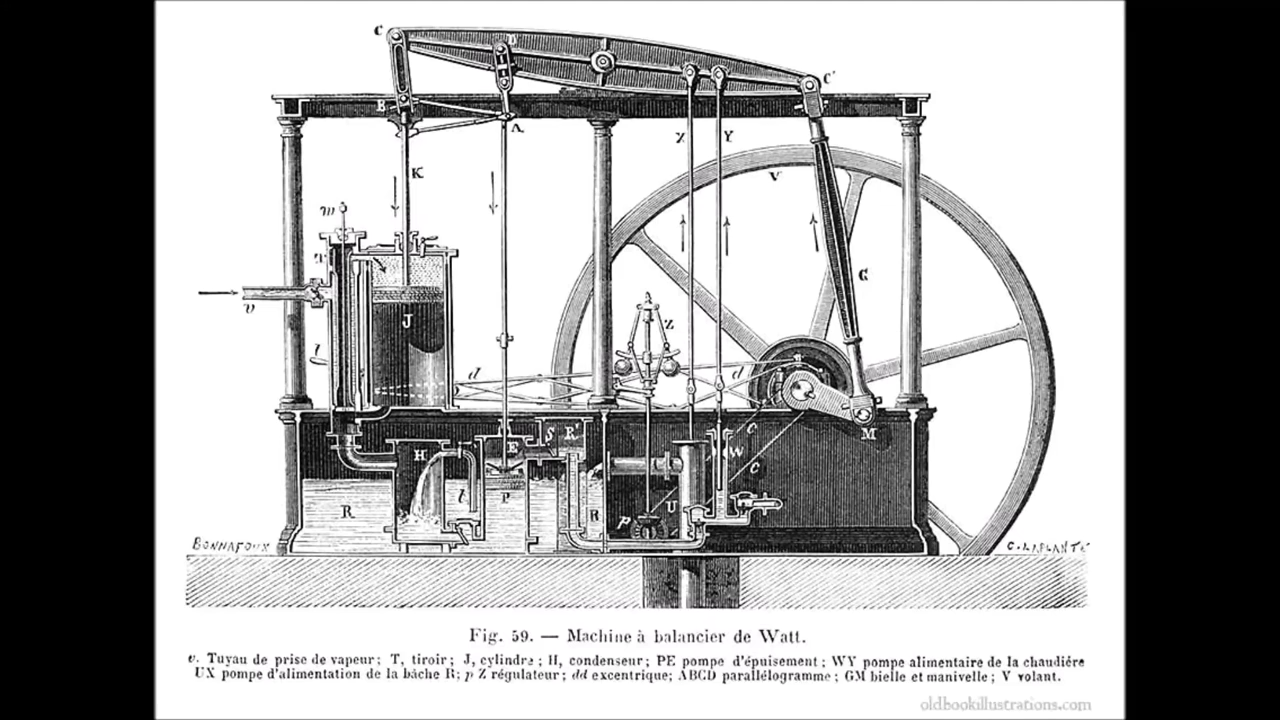 C
D
C'
B
A
X
Y
K
V
m
T
G
v
J
Z
l
d
d
M
c
E
S
R'
H
W
c
l
P
R
R
U
p
BONNAFOUX
C. LAPLANTE
Fig. 59. — Machine à balancier de Watt.
v. Tuyau de prise de vapeur; T, tiroir; J, cylindre; H, condenseur; PE pompe d'épuisement; WY pompe alimentaire de la chaudière
UX pompe d'alimentation de la bâche R; p Z régulateur; dd excentrique; ABCD parallélogramme; GM bielle et manivelle; V volant.
oldbookillustrations.com